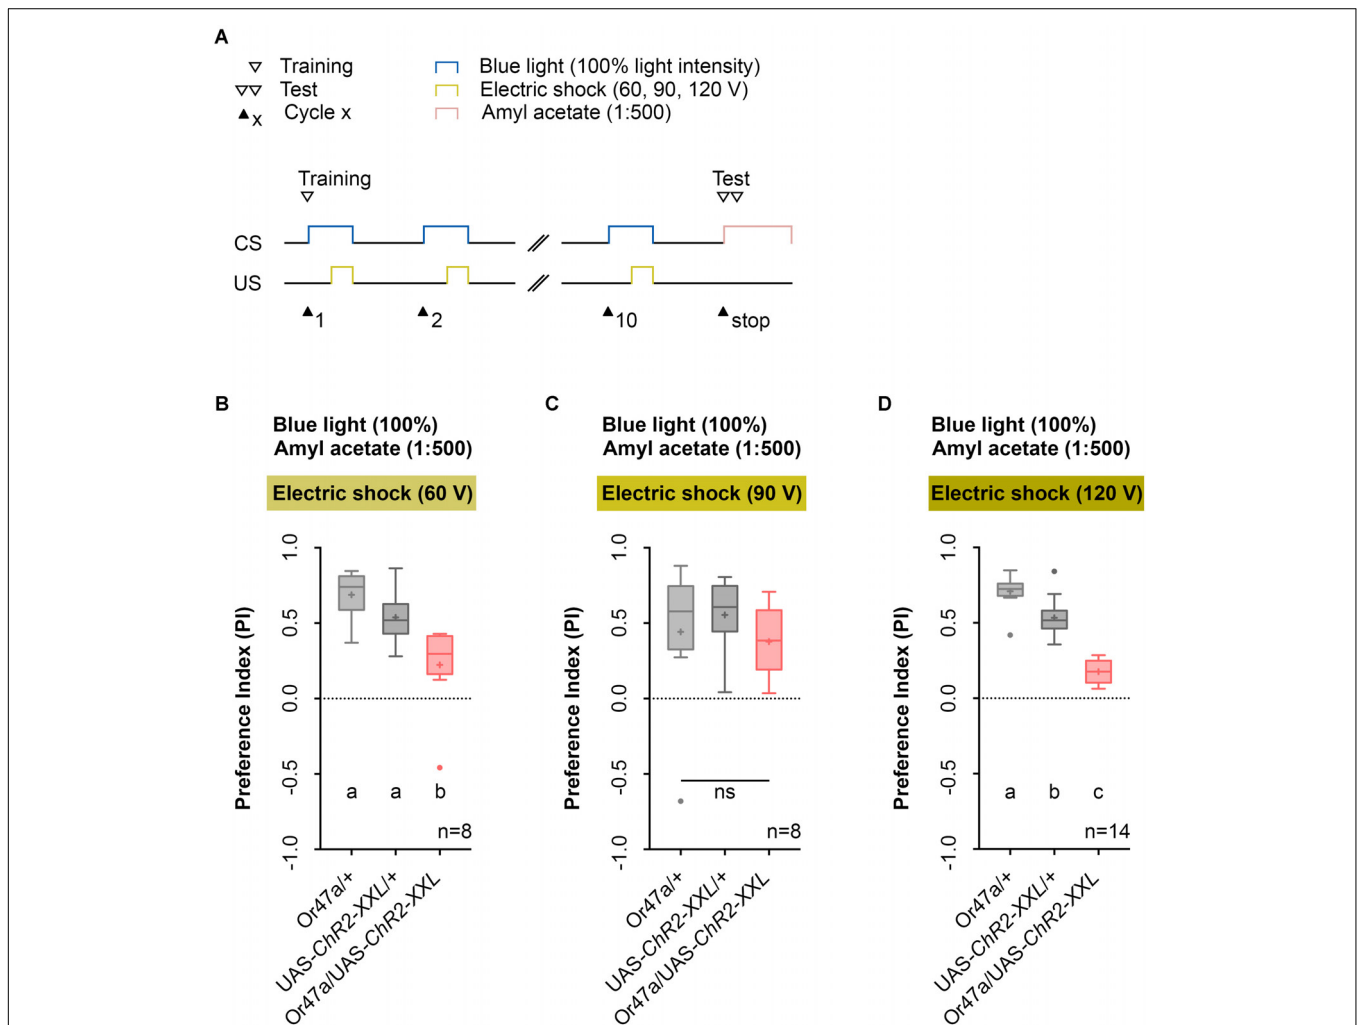 A
Training
Blue light (100% light intensity)
Test
Electric shock (60, 90, 120 V)
x Cycle x
Amyl acetate (1:500)
Training
Test
CS
US
1
2
10
stop
B
Blue light (100%)
Amyl acetate (1:500)
Electric shock (60 V)
Preference Index (PI)
1.0
0.5
0.0
-0.5
-1.0
a a b
n=8
Or47a/+
UAS-ChR2-XXL/+
Or47a/UAS-ChR2-XXL
C
Blue light (100%)
Amyl acetate (1:500)
Electric shock (90 V)
Preference Index (PI)
1.0
0.5
0.0
-0.5
-1.0
ns
n=8
Or47a/+
UAS-ChR2-XXL/+
Or47a/UAS-ChR2-XXL
D
Blue light (100%)
Amyl acetate (1:500)
Electric shock (120 V)
Preference Index (PI)
1.0
0.5
0.0
-0.5
-1.0
a b c
n=14
Or47a/+
UAS-ChR2-XXL/+
Or47a/UAS-ChR2-XXL